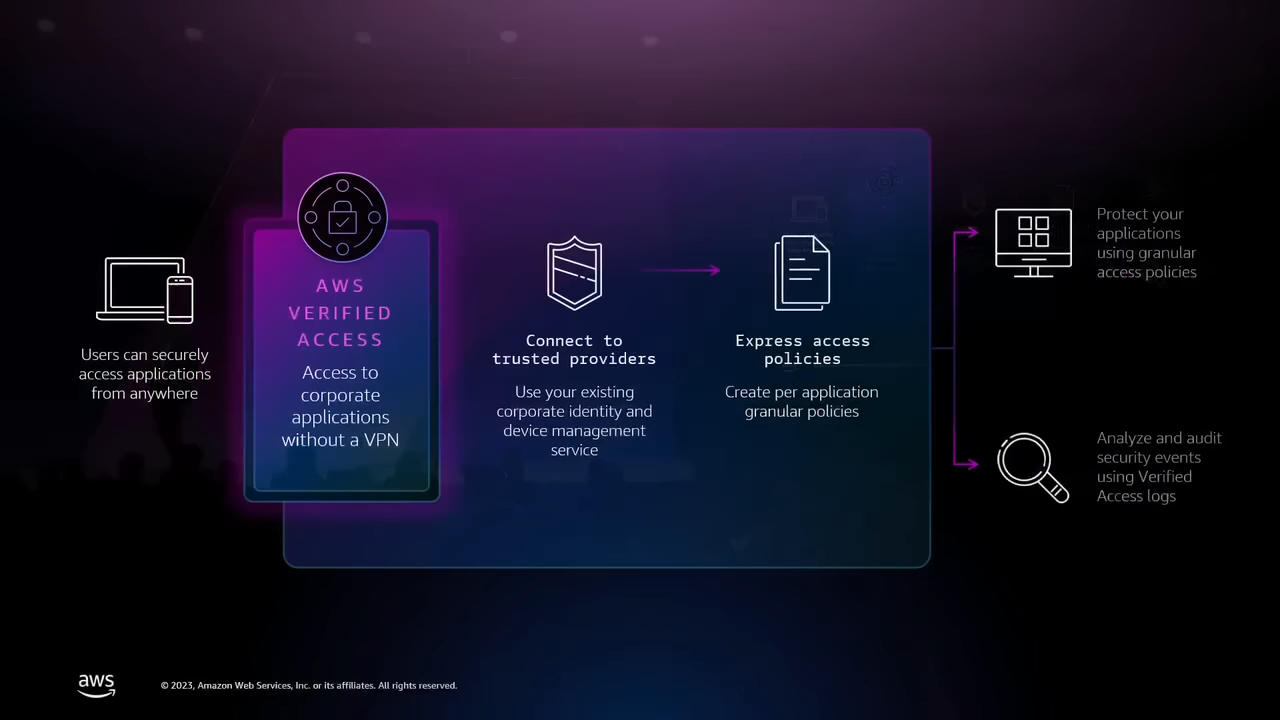 Users can securely
access applications
from anywhere
AWS
VERIFIED
ACCESS
Access to
corporate
applications
without a VPN
Connect to
trusted providers
Use your existing
corporate identity and
device management
service
Express access
policies
Create per application
granular policies
Protect your
applications
using granular
access policies
Analyze and audit
security events
using Verified
Access logs
aws
© 2023, Amazon Web Services, Inc. or its affiliates. All rights reserved.